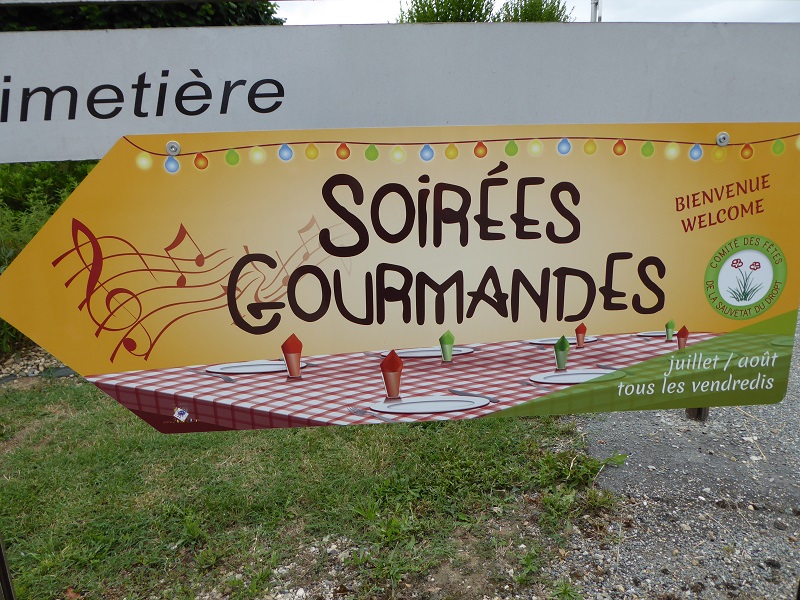 imetière
SOIRÉES
GOURMANDES
BIENVENUE
WELCOME
COMITÉ DES FÊTES
DE LA SAUVETAT DU DROPT
juillet / août
tous les vendredis